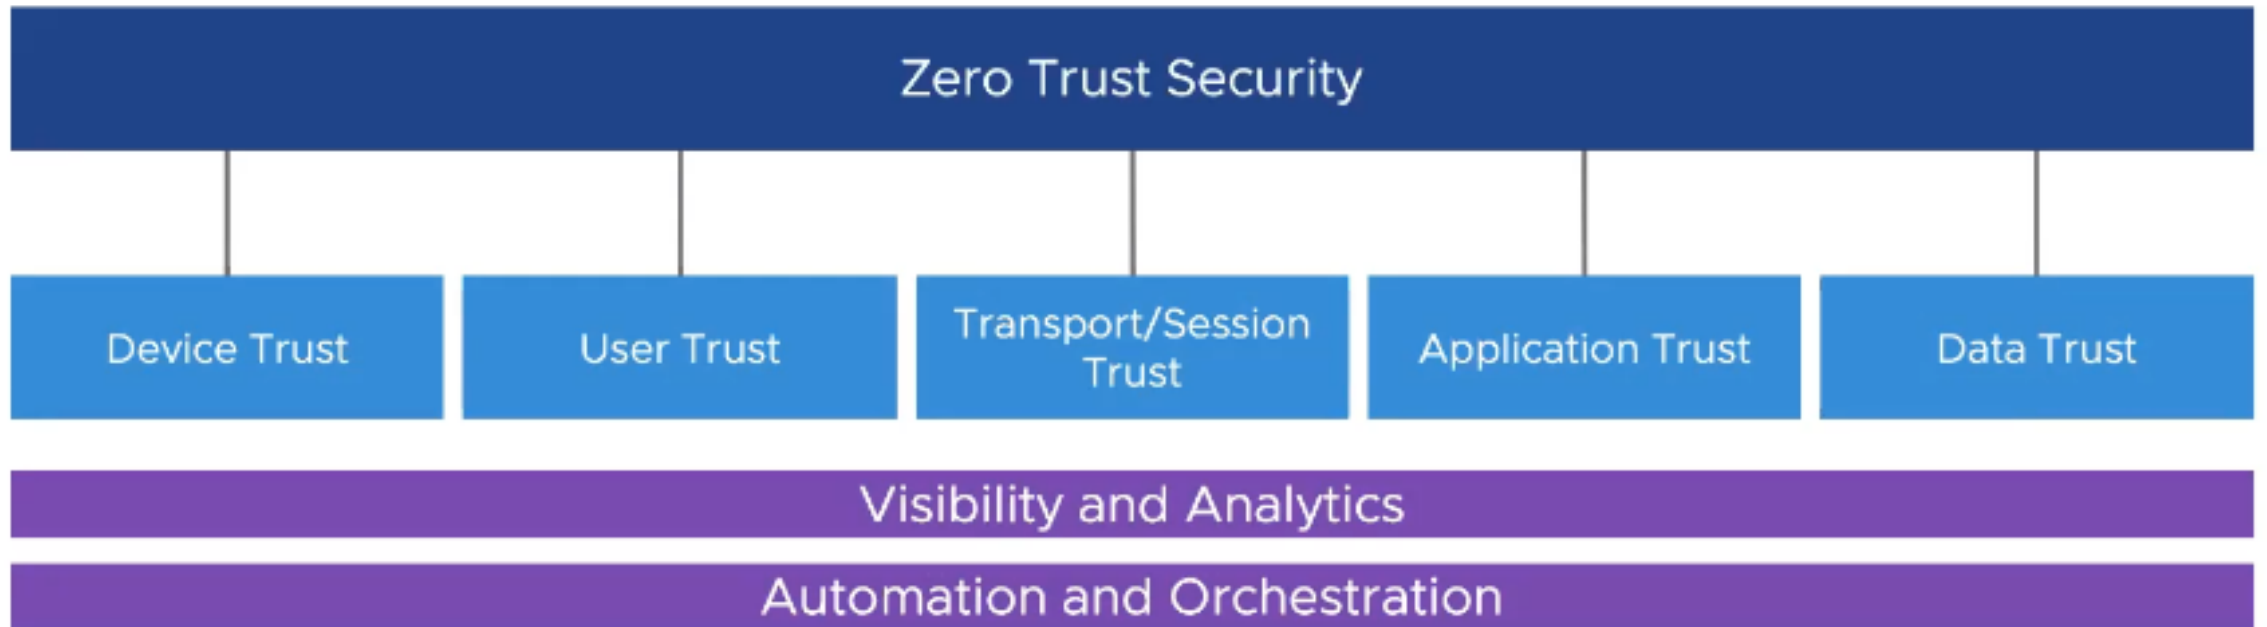 Zero Trust Security
Device Trust
User Trust
Transport/Session
Trust
Application Trust
Data Trust
Visibility and Analytics
Automation and Orchestration